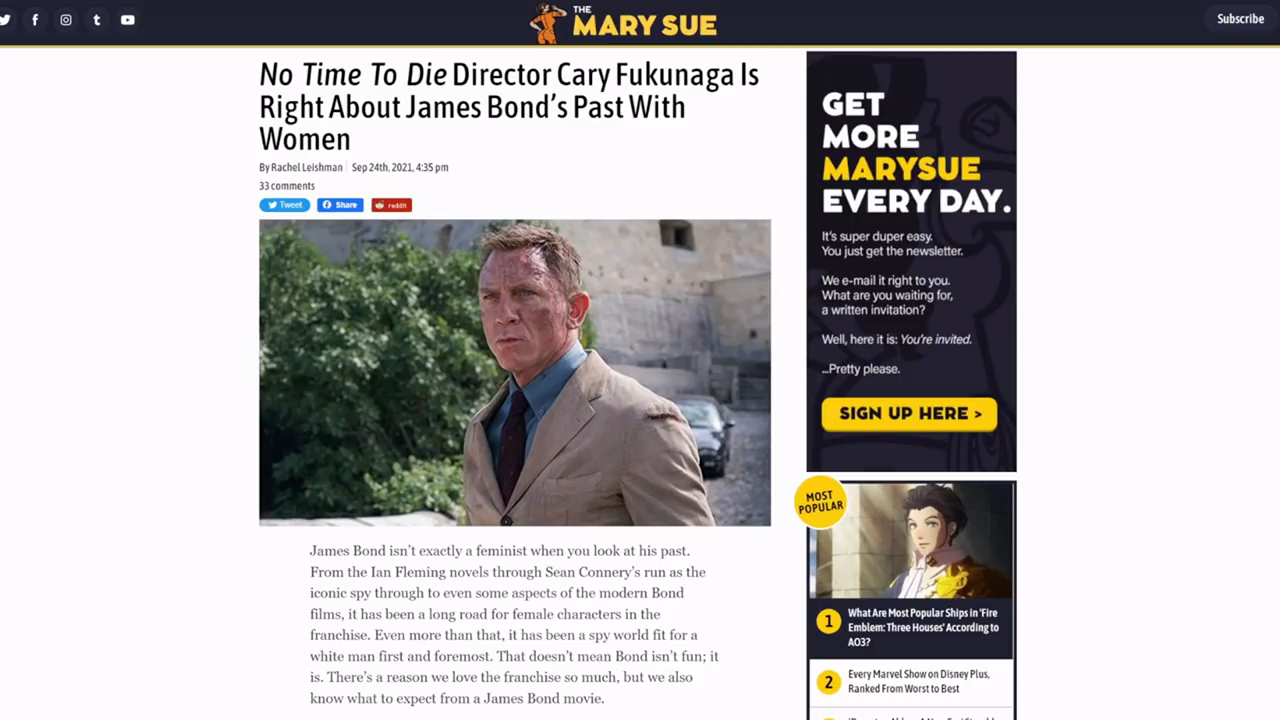 THE
MARY SUE
Subscribe
No Time To Die Director Cary Fukunaga Is
Right About James Bond's Past With
Women
By Rachel Leishman
Sep 24th, 2021, 4:35 pm
33 comments
Tweet
Share
reddit
James Bond isn't exactly a feminist when you look at his past.
From the Ian Fleming novels through Sean Connery's run as the
iconic spy through to even some aspects of the modern Bond
films, it has been a long road for female characters in the
franchise. Even more than that, it has been a spy world fit for a
white man first and foremost. That doesn't mean Bond isn't fun; it
is. There's a reason we love the franchise so much, but we also
know what to expect from a James Bond movie.
GET
MORE
MARYSUE
EVERY DAY.
It's super duper easy.
You just get the newsletter.
We e-mail it right to you.
What are you waiting for,
a written invitation?
Well, here it is: You're invited.
...Pretty please.
SIGN UP HERE >
MOST
POPULAR
1
What Are Most Popular Ships in 'Fire
Emblem: Three Houses' According to
AO3?
2
Every Marvel Show on Disney Plus,
Ranked From Worst to Best